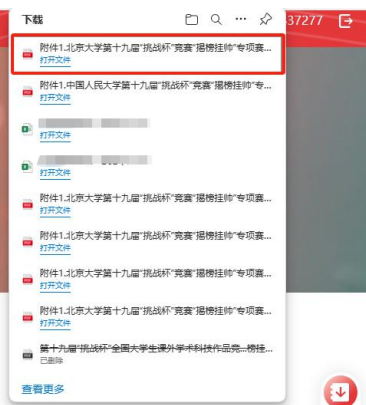 下载
37277
附件1.北京大学第十九届“挑战杯”竞赛“揭榜挂帅”专项赛...
打开文件
附件1.中国人民大学第十九届“挑战杯”竞赛“揭榜挂帅”专...
打开文件
打开文件
打开文件
附件1.北京大学第十九届“挑战杯”竞赛“揭榜挂帅”专项赛...
打开文件
附件1.北京大学第十九届“挑战杯”竞赛“揭榜挂帅”专项赛...
打开文件
附件1.北京大学第十九届“挑战杯”竞赛“揭榜挂帅”专项赛...
打开文件
附件1.北京大学第十九届“挑战杯”竞赛“揭榜挂帅”专项赛...
打开文件
第十九届“挑战杯”全国大学生课外学术科技作品竞...榜挂...
已删除
查看更多